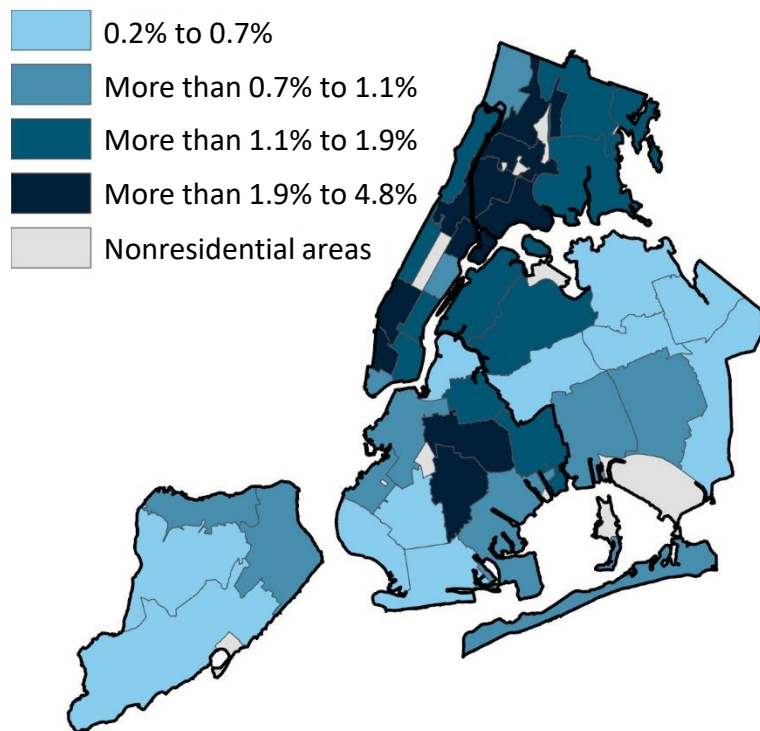 0.2% to 0.7%
More than 0.7% to 1.1%
More than 1.1% to 1.9%
More than 1.9% to 4.8%
Nonresidential areas